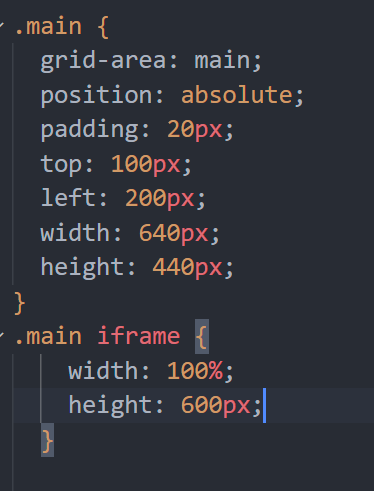 .main {
grid-area: main;
position: absolute;
padding: 20px;
top: 100px;
left: 200px;
width: 640px;
height: 440px;
}
.main iframe {
width: 100%;
height: 600px;
}